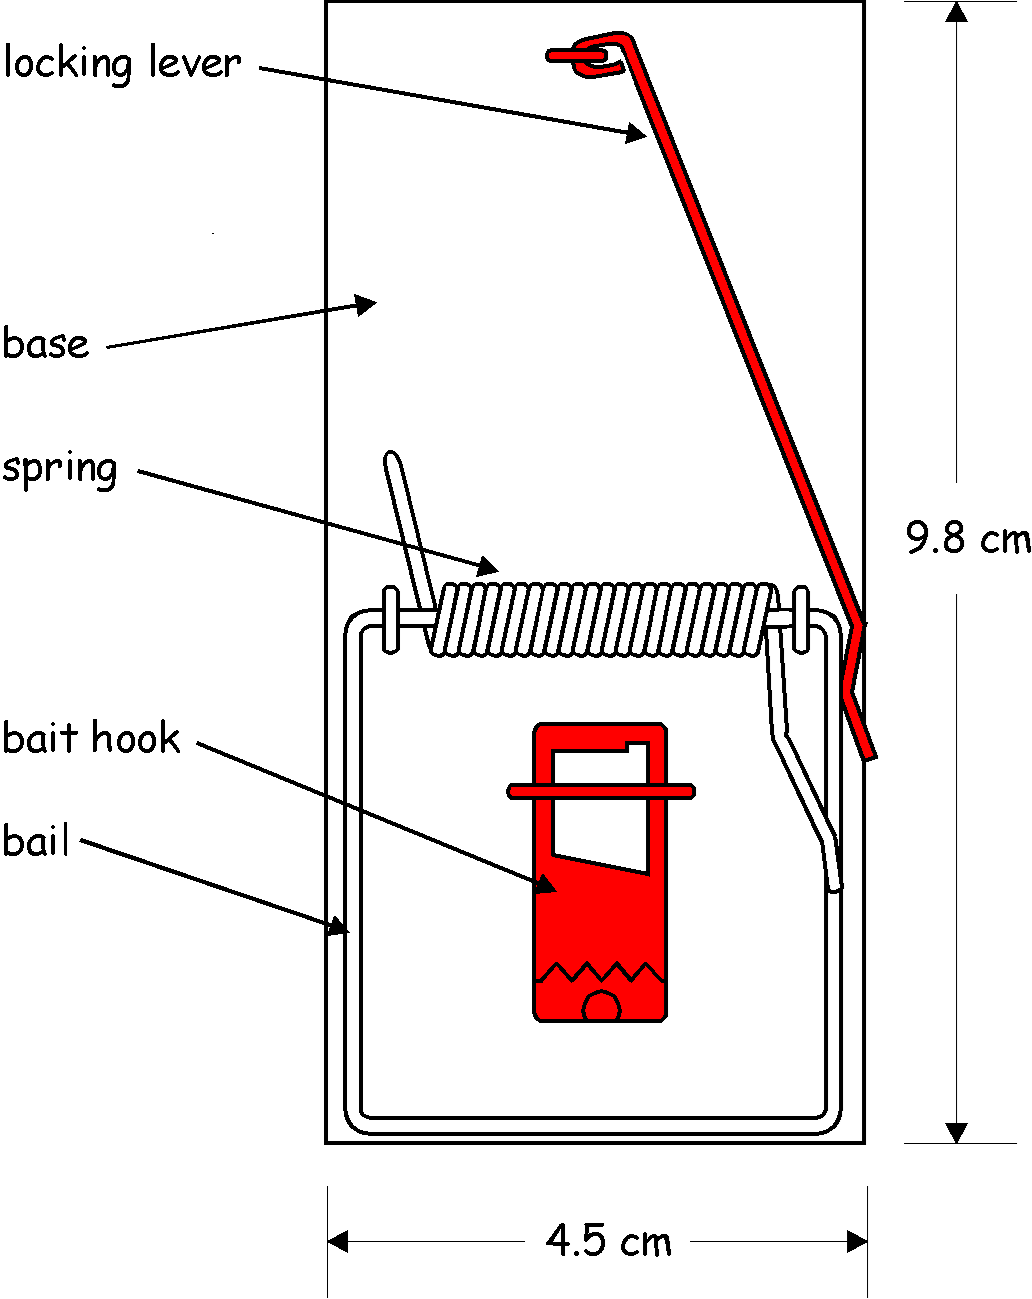 locking lever
base
spring
9.8 cm
bait hook
bail
4.5 cm